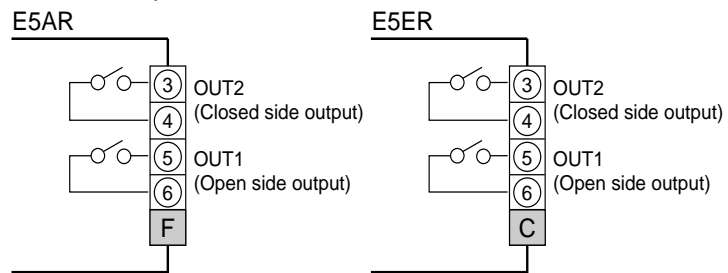 E5AR
3
OUT2
4
(Closed side output)
5
OUT1
6
(Open side output)
F
E5ER
3
OUT2
4
(Closed side output)
5
OUT1
6
(Open side output)
C